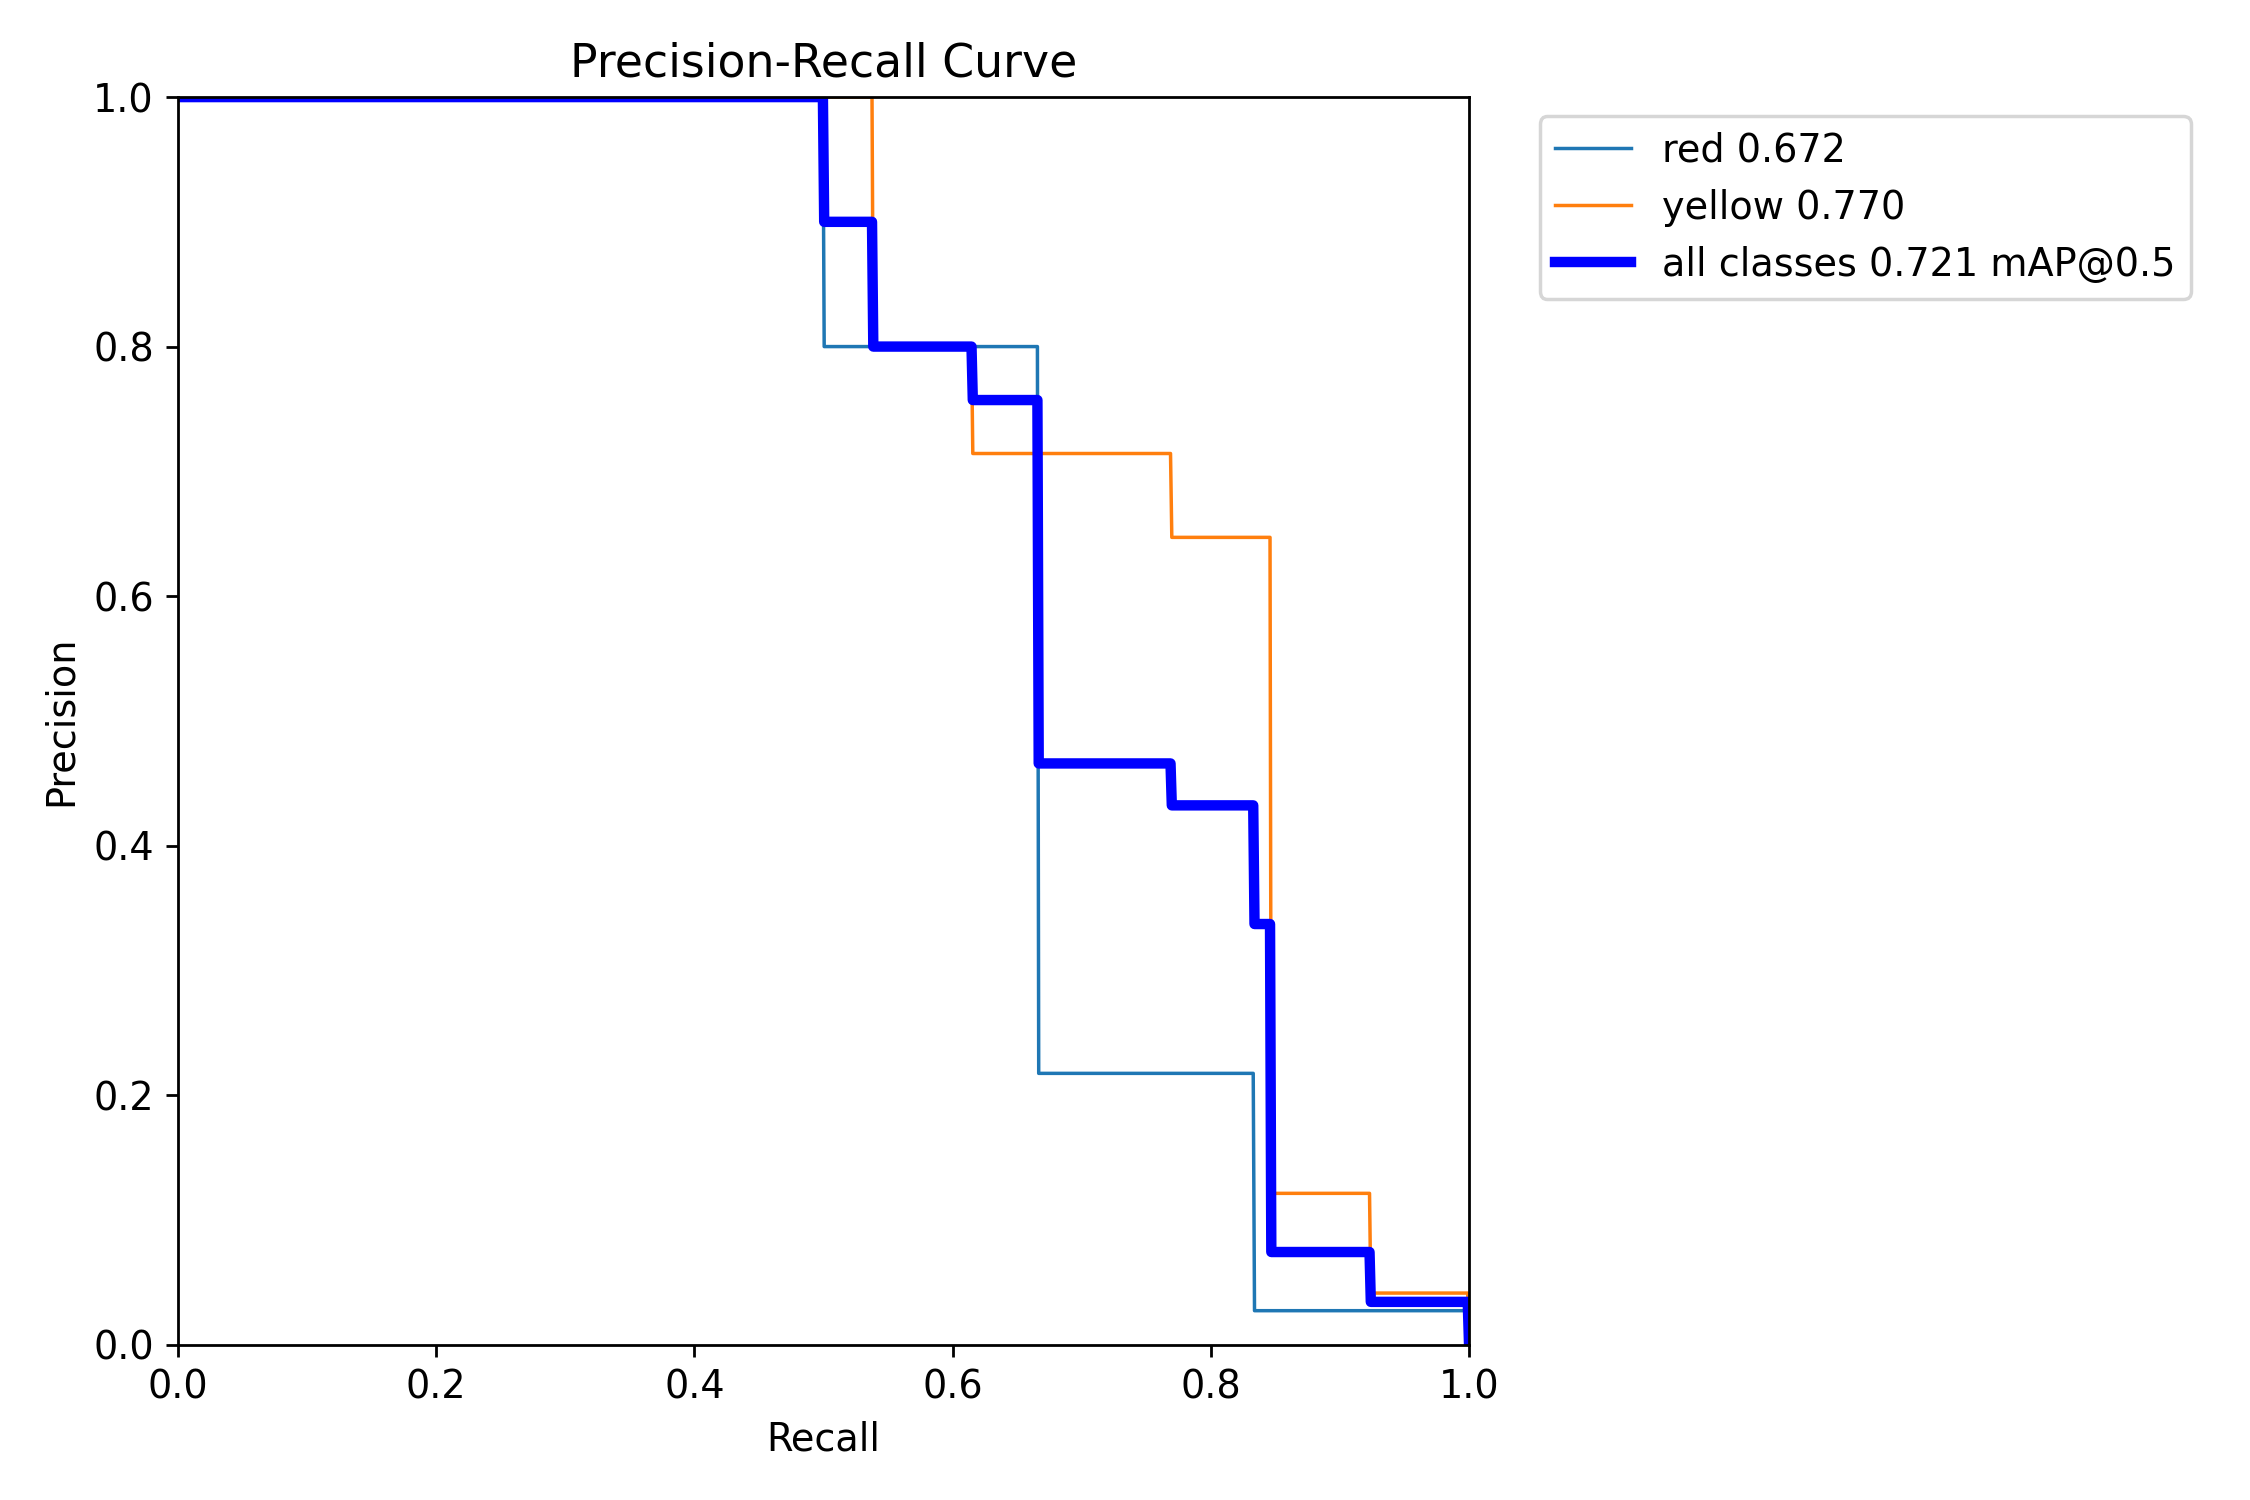 Precision-Recall Curve
1.0
0.8
0.6
0.4
0.2
0.0
Precision
0.0 0.2 0.4 0.6 0.8 1.0
Recall
red 0.672
yellow 0.770
all classes 0.721 mAP@0.5